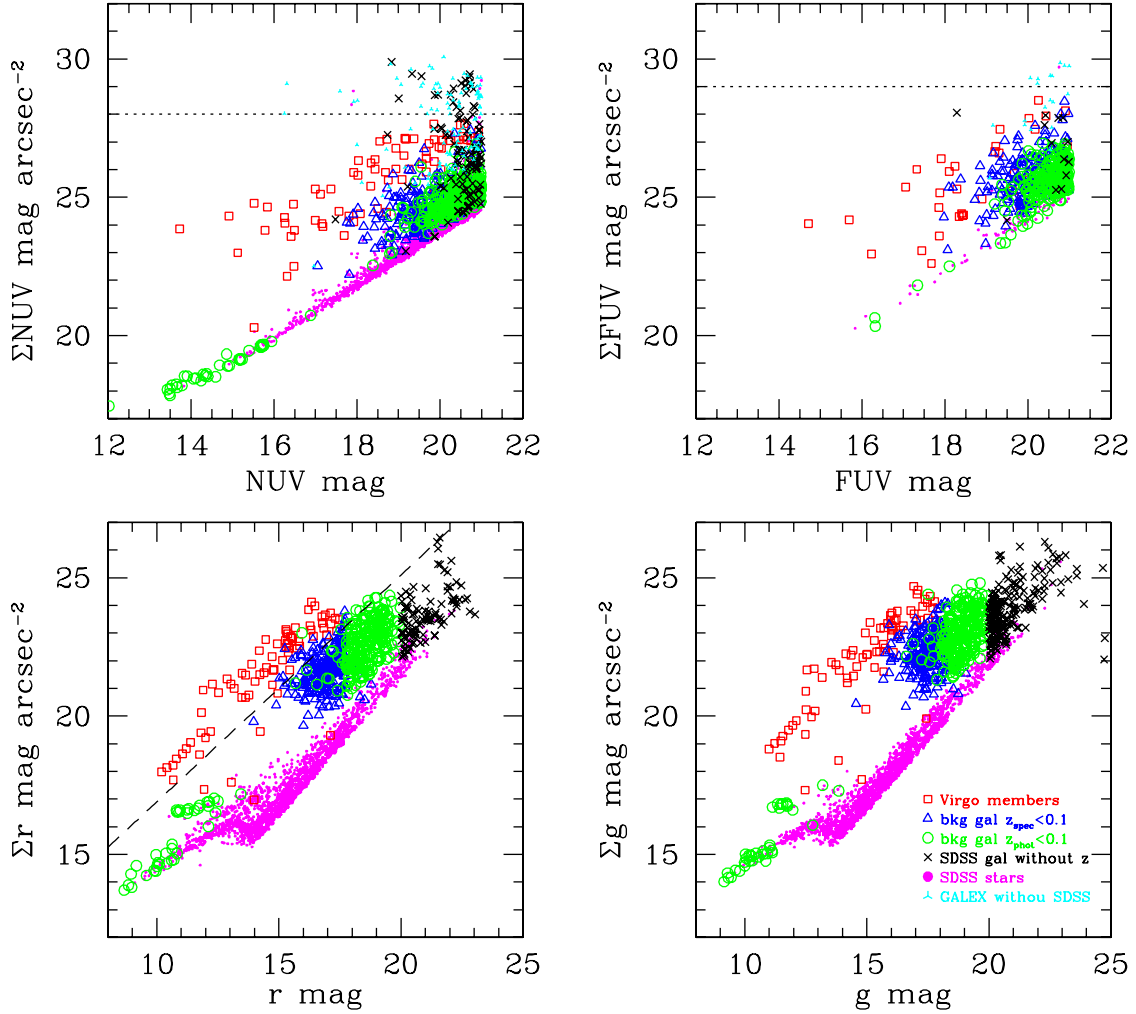 30
25
20
ΣNUV mag arcsec⁻²
12 14 16 18 20 22
NUV mag
30
25
20
ΣFUV mag arcsec⁻²
12 14 16 18 20 22
FUV mag
25
20
15
Σr mag arcsec⁻²
10 15 20 25
r mag
25
20
15
Σg mag arcsec⁻²
10 15 20 25
g mag
Virgo members
bkg gal z_spec<0.1
bkg gal z_phot<0.1
SDSS gal without z
SDSS stars
GALEX withou SDSS